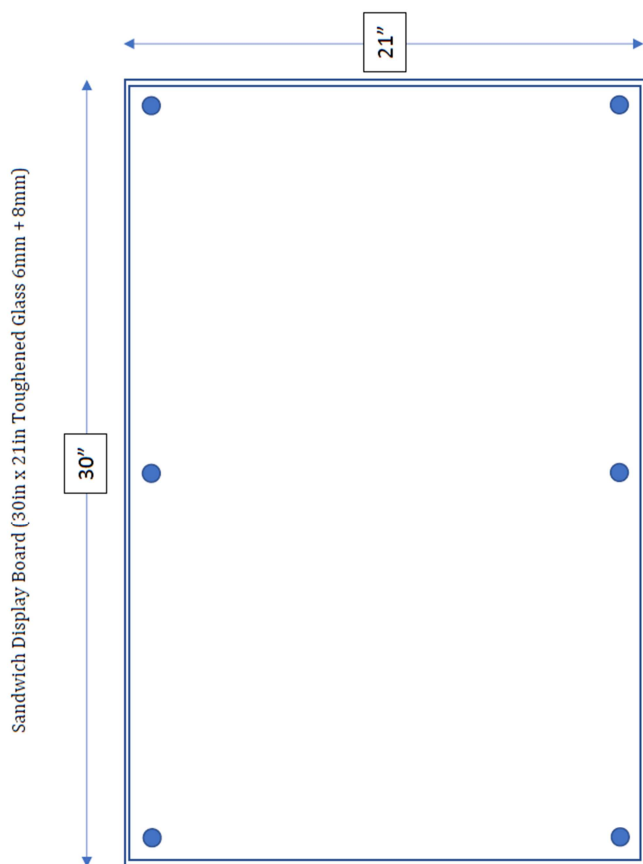 Sandwich Display Board (30in x 21in Toughened Glass 6mm + 8mm)
30”
21”